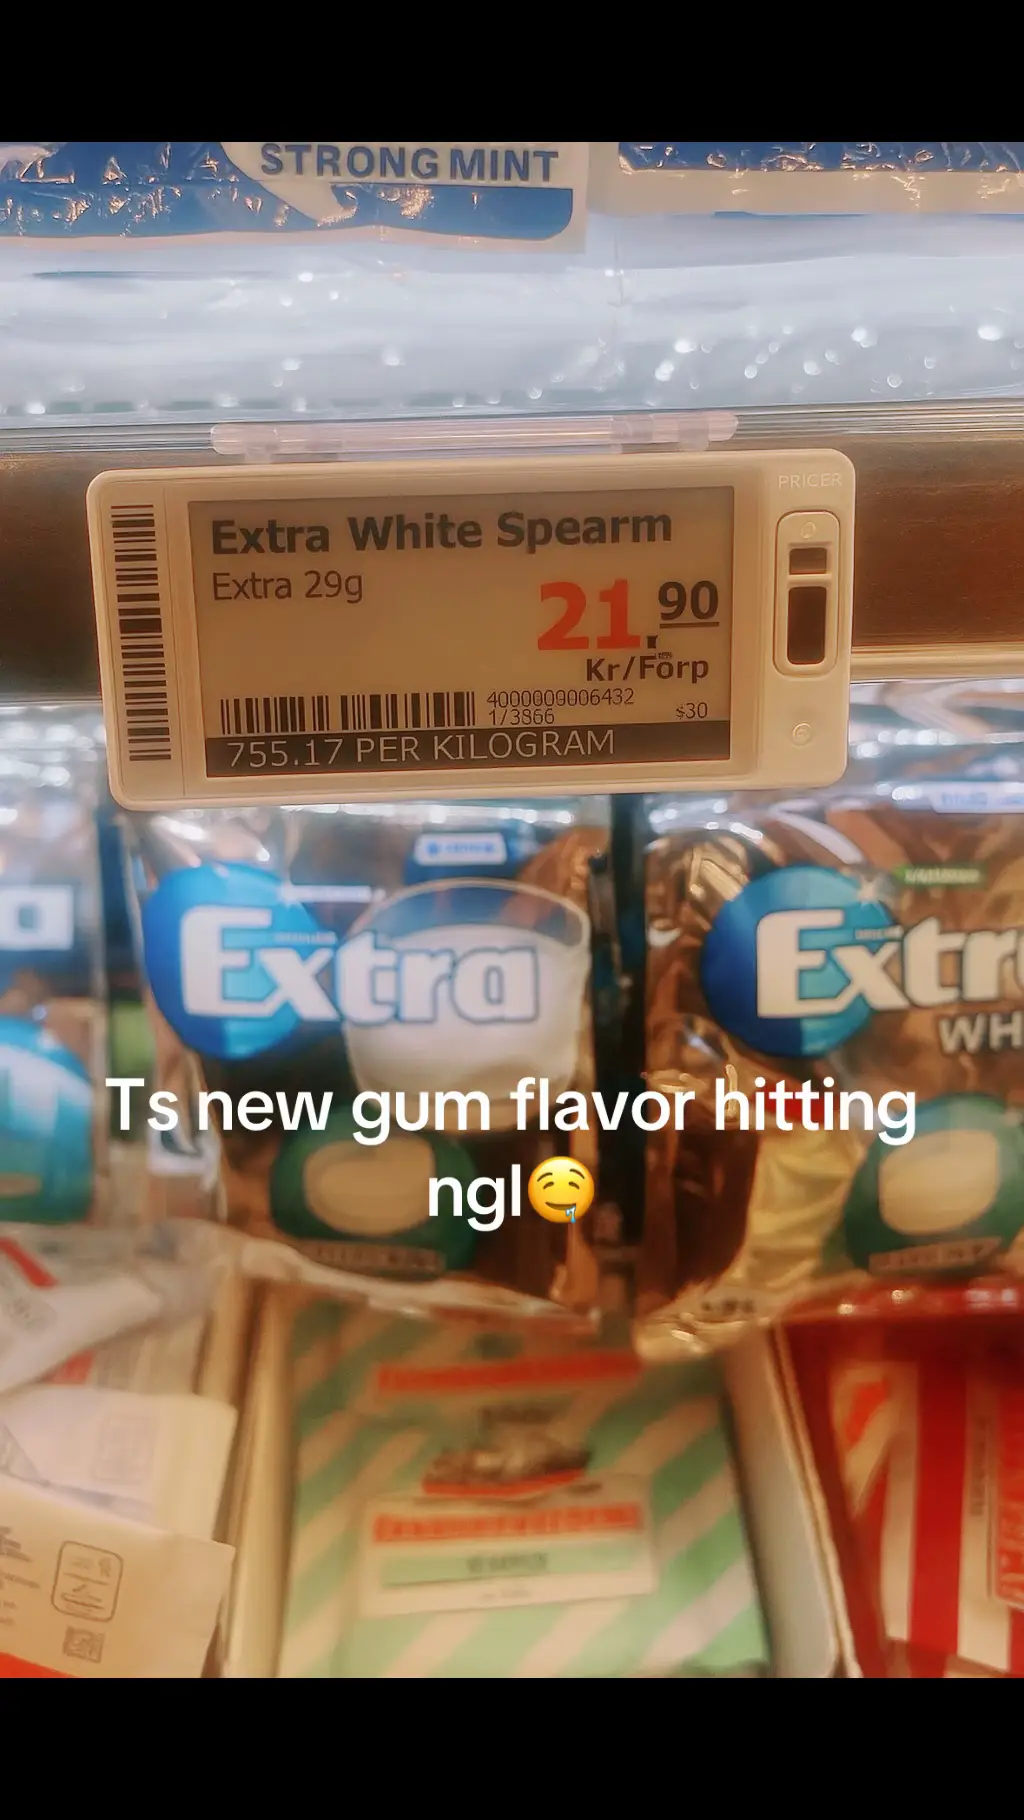 STRONG MINT
PRICER
Extra White Spearm
Extra 29g
21.90
Kr/Förp
4000009006432
1/3866
$30
755.17 PER KILOGRAM
Extra
Extr
WH
Ts new gum flavor hitting
ngl🤤